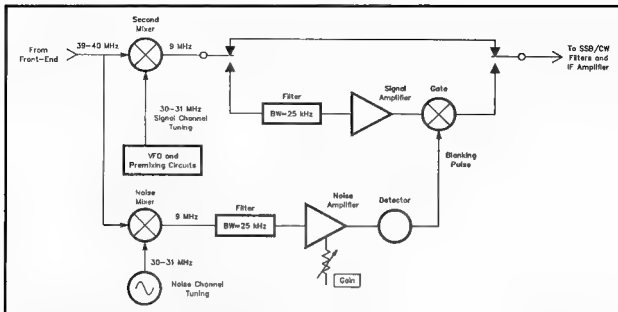 Second
Mixer
From
Front-End
39-40 MHz
9 MHz
To SSB/CW
Filters and
IF Amplifier
Filter
BW=25 kHz
Signal
Amplifier
Gate
30-31 MHz
Signal Channel
Tuning
VFO and
Premixing Circuits
Blanking
Pulse
Noise
Mixer
9 MHz
Filter
BW=25 kHz
Noise
Amplifier
Detector
30-31 MHz
Noise Channel
Tuning
Gain